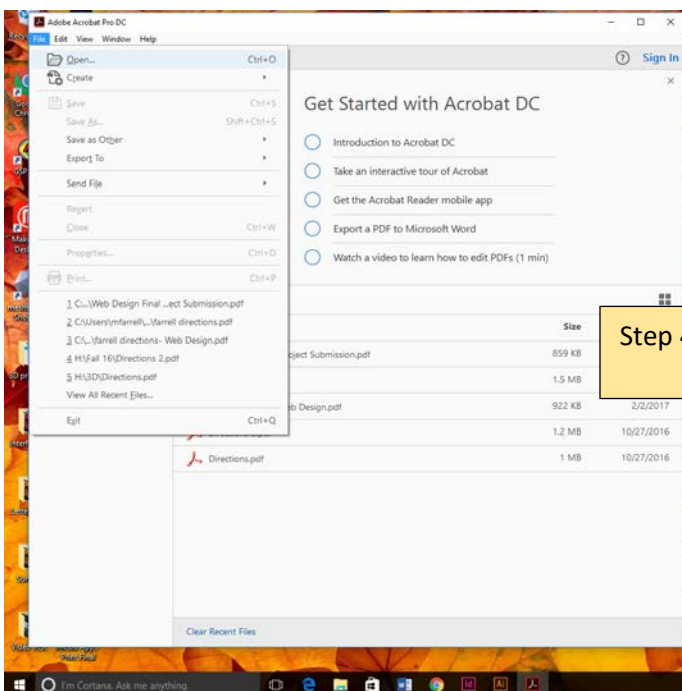 Adobe Acrobat Pro DC
File Edit View Window Help
Open... Ctrl+O
Create
Save Ctrl+S
Save As... Shift+Ctrl+S
Save as Other
Export To
Send File
Revert
Close Ctrl+W
Properties... Ctrl+D
Print... Ctrl+P
1 C:...\Web Design Final ...ect Submission.pdf
2 C:\Users\mfarrell\...\farrell directions.pdf
3 C:\...\farrell directions- Web Design.pdf
4 H:\Fall 16\Directions 2.pdf
5 H:\3D\Directions.pdf
View All Recent Files...
Exit Ctrl+Q
Sign In
Get Started with Acrobat DC
Introduction to Acrobat DC
Take an interactive tour of Acrobat
Get the Acrobat Reader mobile app
Export a PDF to Microsoft Word
Watch a video to learn how to edit PDFs (1 min)
Size
Step 4
oject Submission.pdf 859 KB
1.5 MB
eb Design.pdf 922 KB 2/2/2017
1.2 MB 10/27/2016
Directions.pdf 1 MB 10/27/2016
Clear Recent Files
I'm Cortana. Ask me anything.